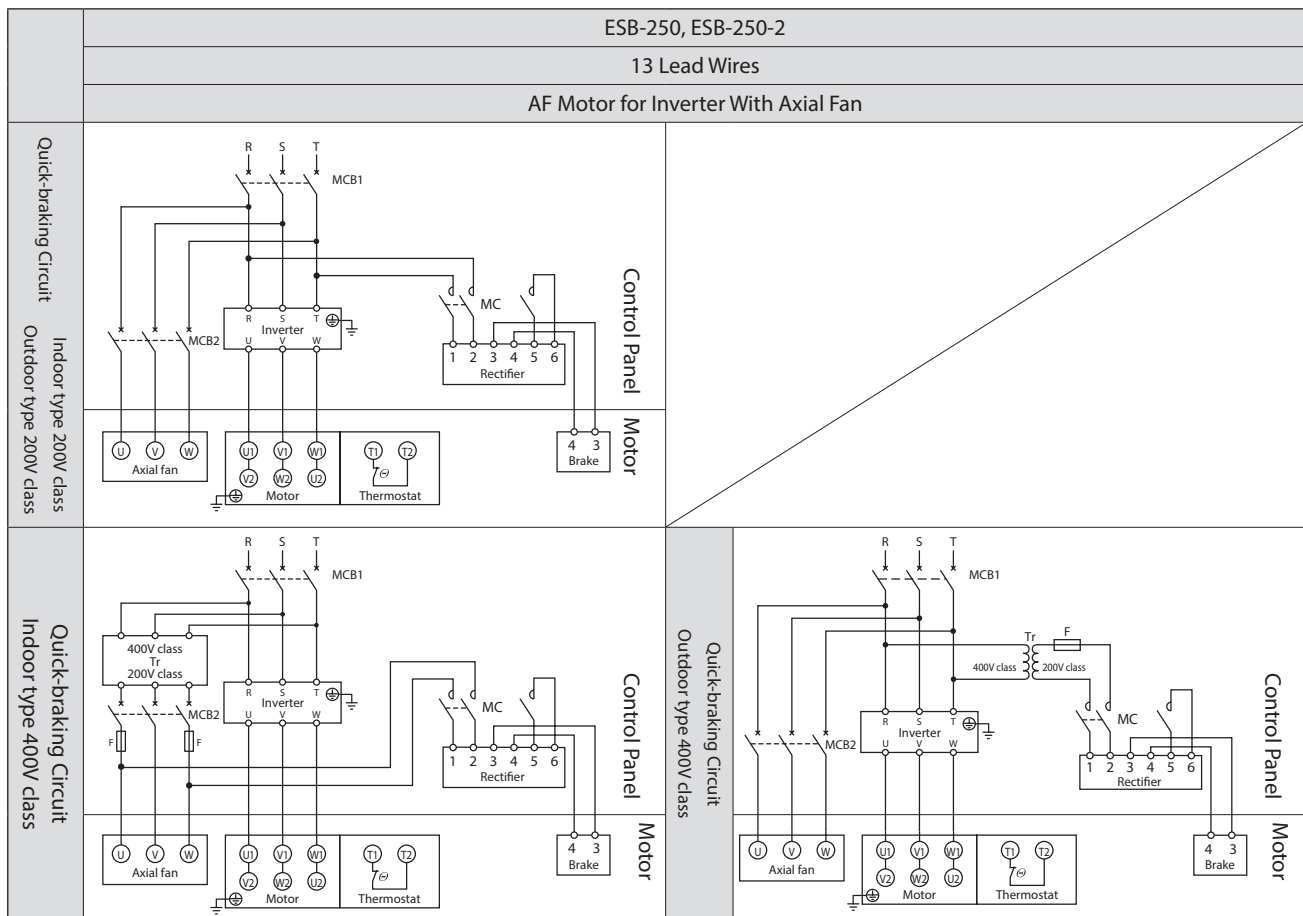 ESB-250, ESB-250-2
13 Lead Wires
AF Motor for Inverter With Axial Fan
Quick-braking Circuit
Indoor type 200V class
Outdoor type 200V class
R S T
MCB1
MC
R S T
Inverter
U V W
MCB2
1 2 3 4 5 6
Rectifier
Control Panel
Motor
U V W
Axial fan
U1 V1 W1
V2 W2 U2
Motor
T1 T2
Θ
Thermostat
4 3
Brake
Quick-braking Circuit
Indoor type 400V class
R S T
MCB1
400V class
Tr
200V class
R S T
Inverter
U V W
MCB2
F F
MC
1 2 3 4 5 6
Rectifier
Control Panel
Motor
U V W
Axial fan
U1 V1 W1
V2 W2 U2
Motor
T1 T2
Θ
Thermostat
4 3
Brake
Quick-braking Circuit
Outdoor type 400V class
R S T
MCB1
Tr F
400V class 200V class
R S T
Inverter
U V W
MCB2
MC
1 2 3 4 5 6
Rectifier
Control Panel
Motor
U V W
Axial fan
U1 V1 W1
V2 W2 U2
Motor
T1 T2
Θ
Thermostat
4 3
Brake